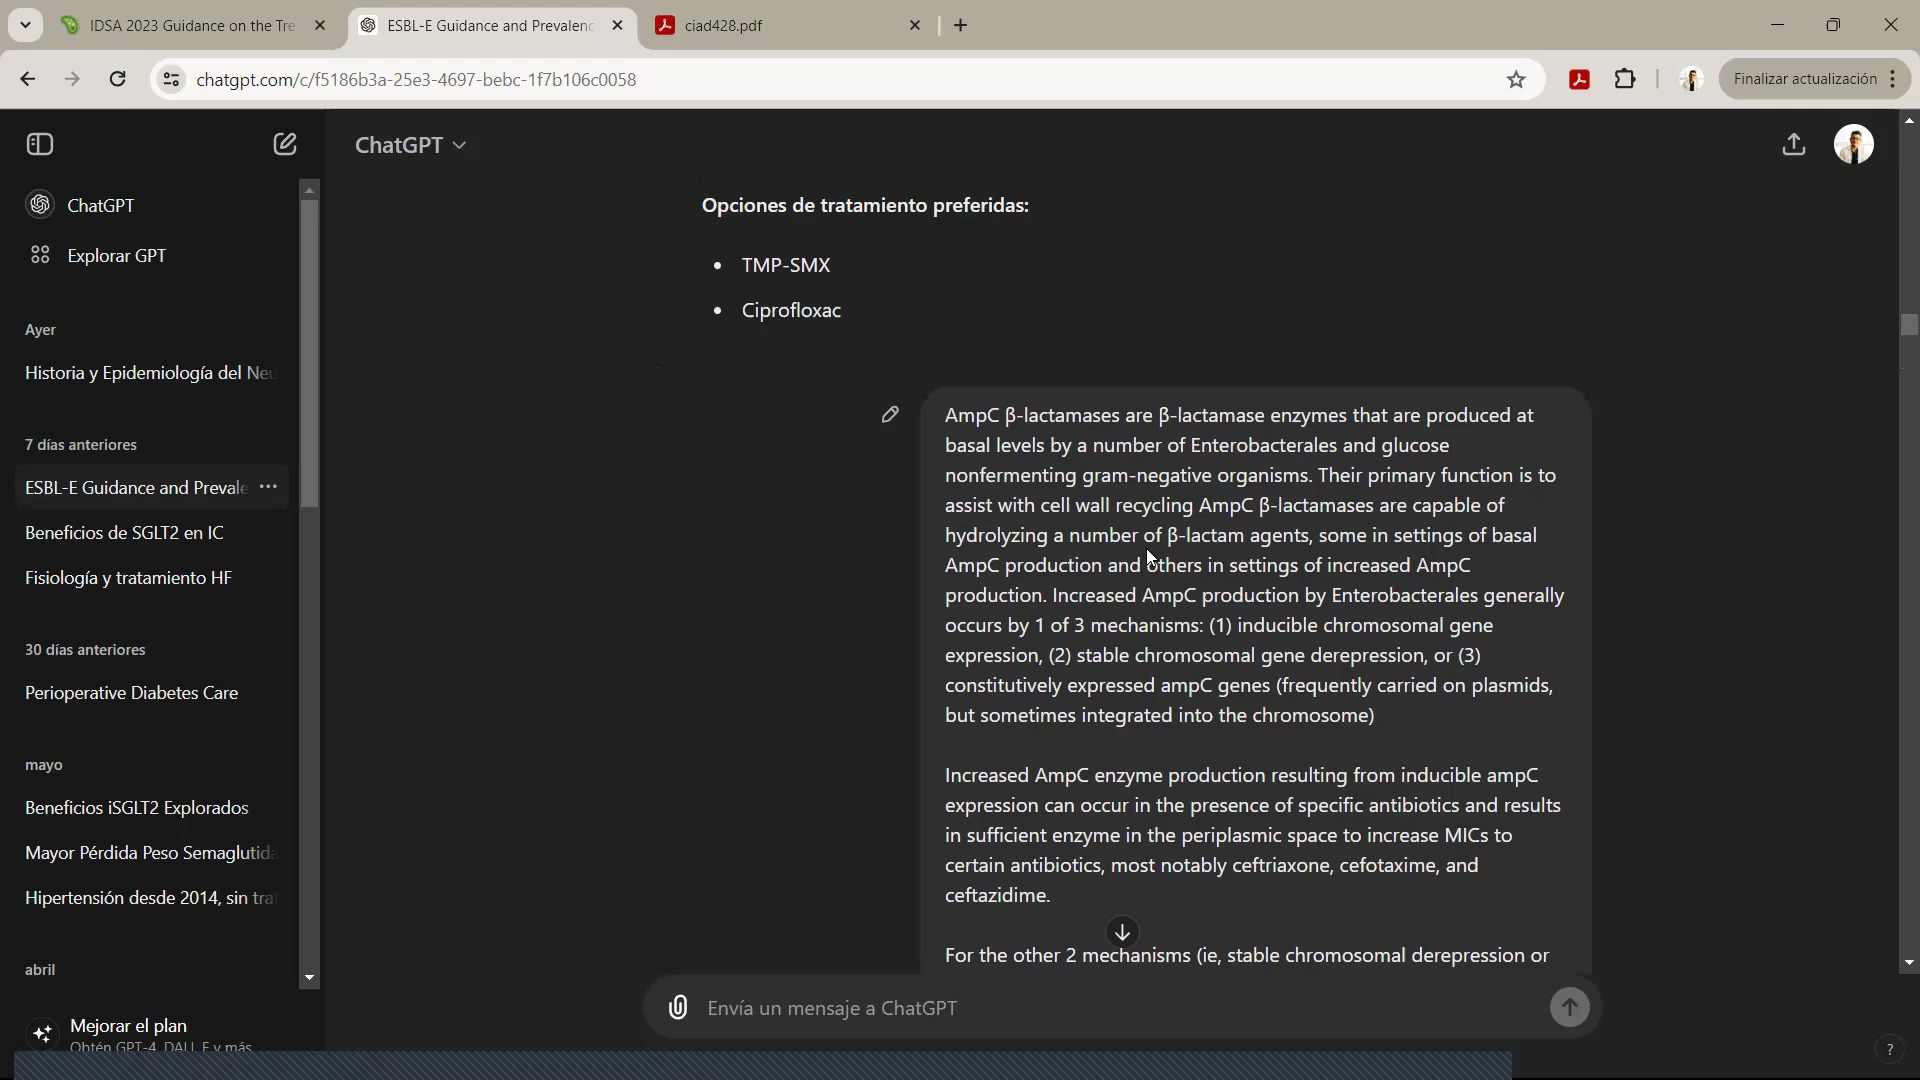 IDSA 2023 Guidance on the Tre
ESBL-E Guidance and Prevalenc
ciad428.pdf
chatgpt.com/c/f5186b3a-25e3-4697-bebc-1f7b106c0058
Finalizar actualización
ChatGPT
ChatGPT
Explorar GPT
Ayer
Historia y Epidemiología del Neu
7 días anteriores
ESBL-E Guidance and Prevale
Beneficios de SGLT2 en IC
Fisiología y tratamiento HF
30 días anteriores
Perioperative Diabetes Care
mayo
Beneficios iSGLT2 Explorados
Mayor Pérdida Peso Semaglutida
Hipertensión desde 2014, sin trat
abril
Mejorar el plan
Obtén GPT-4, DALL·E y más
Opciones de tratamiento preferidas:
• TMP-SMX
• Ciprofloxac
AmpC β-lactamases are β-lactamase enzymes that are produced at
basal levels by a number of Enterobacterales and glucose
nonfermenting gram-negative organisms. Their primary function is to
assist with cell wall recycling AmpC β-lactamases are capable of
hydrolyzing a number of β-lactam agents, some in settings of basal
AmpC production and others in settings of increased AmpC
production. Increased AmpC production by Enterobacterales generally
occurs by 1 of 3 mechanisms: (1) inducible chromosomal gene
expression, (2) stable chromosomal gene derepression, or (3)
constitutively expressed ampC genes (frequently carried on plasmids,
but sometimes integrated into the chromosome)
Increased AmpC enzyme production resulting from inducible ampC
expression can occur in the presence of specific antibiotics and results
in sufficient enzyme in the periplasmic space to increase MICs to
certain antibiotics, most notably ceftriaxone, cefotaxime, and
ceftazidime.
For the other 2 mechanisms (ie, stable chromosomal derepression or
Envía un mensaje a ChatGPT
?